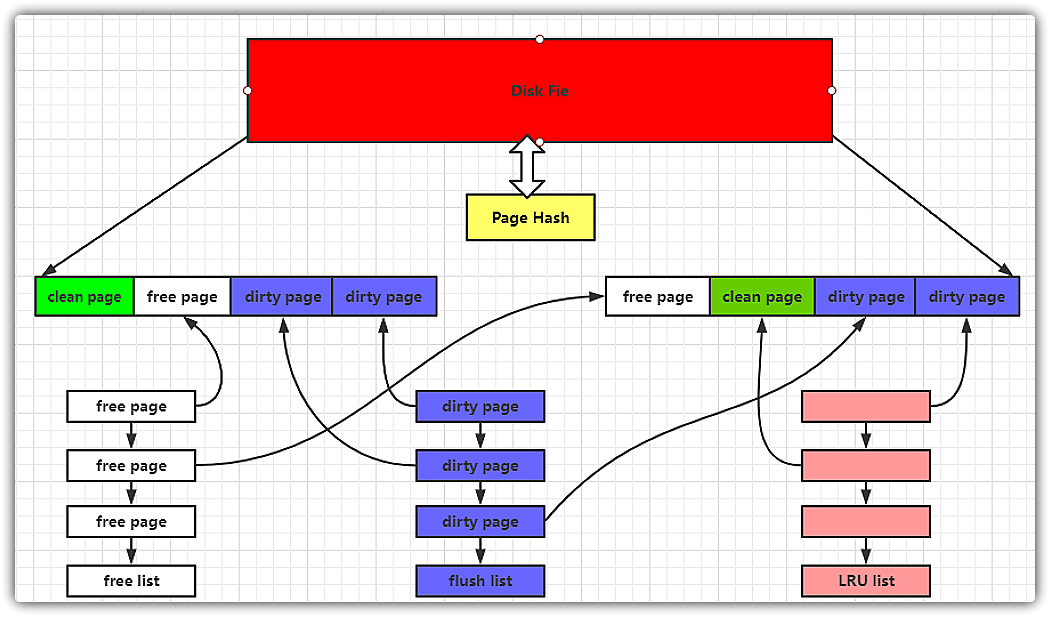 Disk Fie
Page Hash
clean page free page dirty page dirty page
free page clean page dirty page dirty page
free page
free page
free page
free list
dirty page
dirty page
dirty page
flush list
LRU list